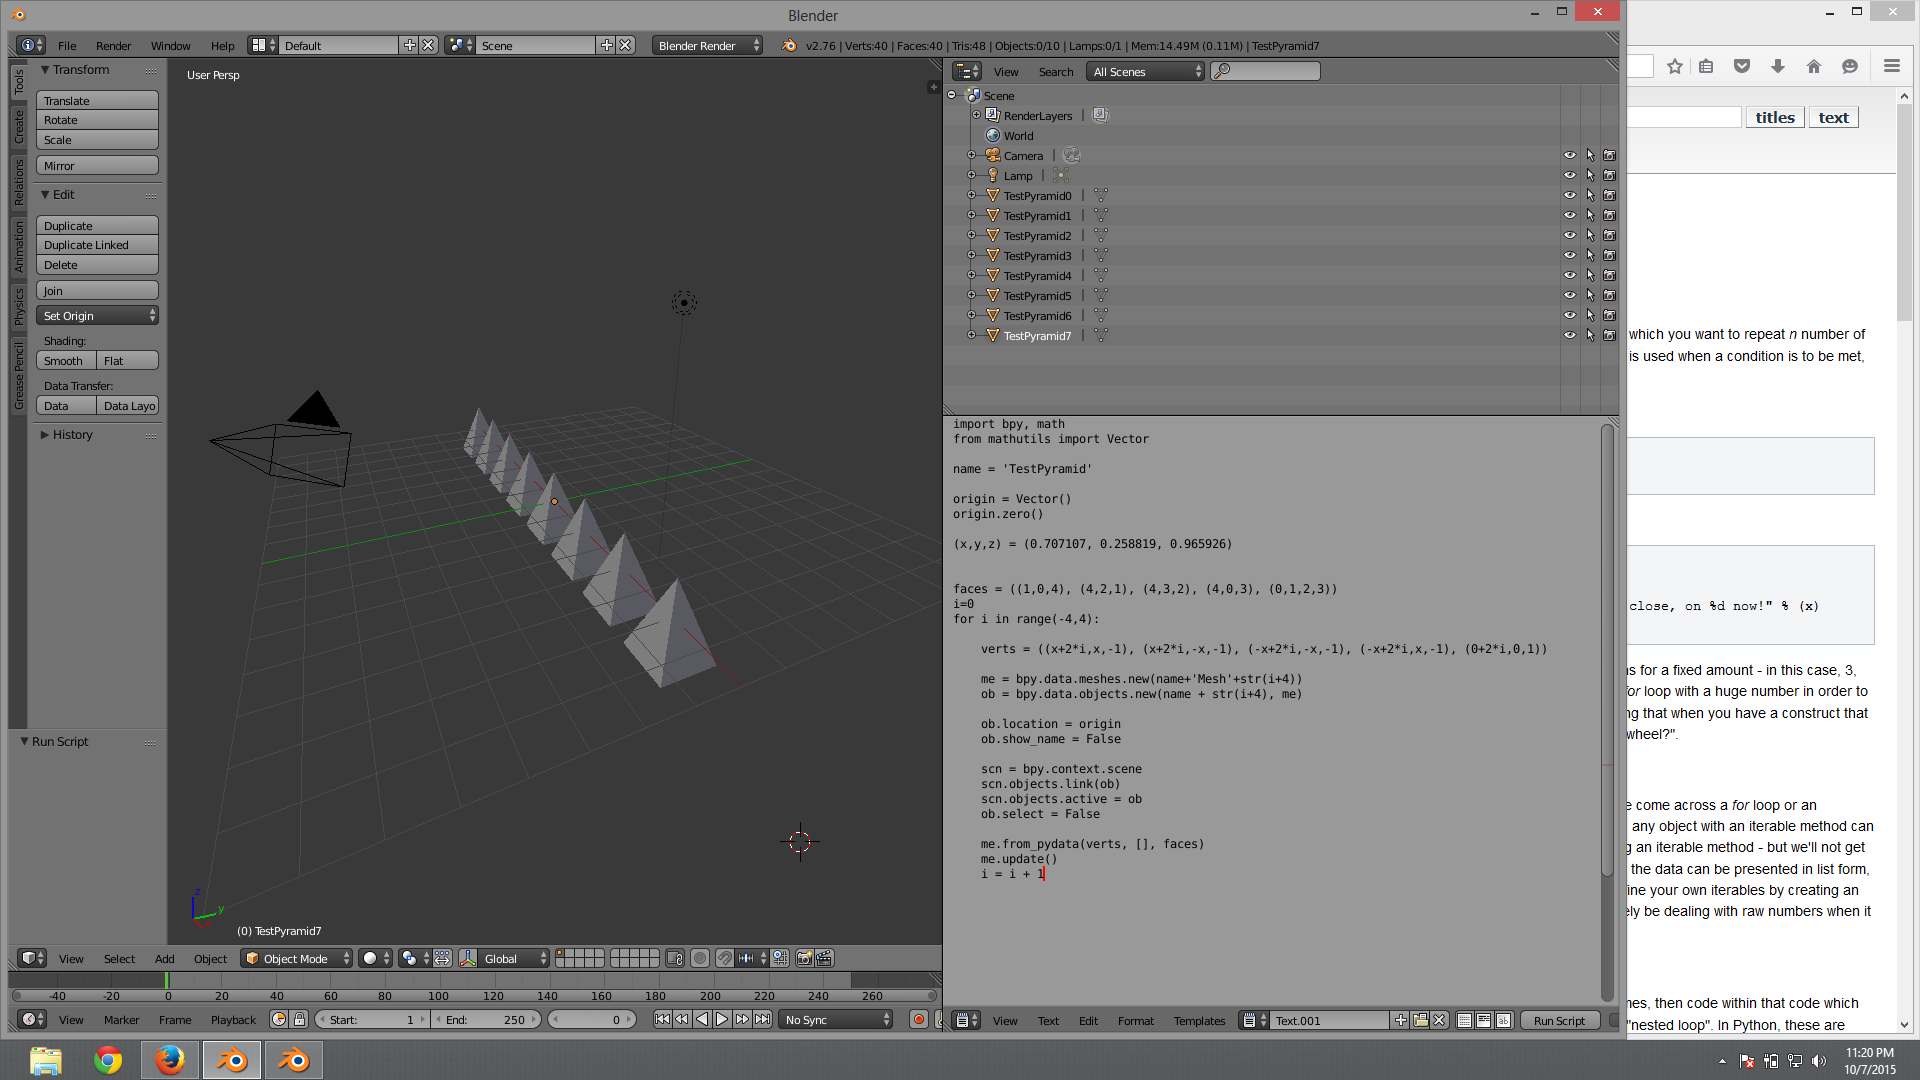 Blender
File
Render
Window
Help
Default
Scene
Blender Render
v2.76 | Verts:40 | Faces:40 | Tris:48 | Objects:0/10 | Lamps:0/1 | Mem:14.49M (0.11M) | TestPyramid7
Tools
Create
Relations
Animation
Physics
Grease Pencil
Transform
Translate
Rotate
Scale
Mirror
Edit
Duplicate
Duplicate Linked
Delete
Join
Set Origin
Shading:
Smooth
Flat
Data Transfer:
Data
Data Layo
History
Run Script
User Persp
z
y
(0) TestPyramid7
View
Select
Add
Object
Object Mode
Global
-40 -20 0 20 40 60 80 100 120 140 160 180 200 220 240 260
View
Marker
Frame
Playback
Start: 1
End: 250
0
No Sync
View
Search
All Scenes
Scene
RenderLayers |
World
Camera |
Lamp |
TestPyramid0 |
TestPyramid1 |
TestPyramid2 |
TestPyramid3 |
TestPyramid4 |
TestPyramid5 |
TestPyramid6 |
TestPyramid7 |
import bpy, math
from mathutils import Vector
name = 'TestPyramid'
origin = Vector()
origin.zero()
(x,y,z) = (0.707107, 0.258819, 0.965926)
faces = ((1,0,4), (4,2,1), (4,3,2), (4,0,3), (0,1,2,3))
i=0
for i in range(-4,4):
verts = ((x+2*i,x,-1), (x+2*i,-x,-1), (-x+2*i,-x,-1), (-x+2*i,x,-1), (0+2*i,0,1))
me = bpy.data.meshes.new(name+'Mesh'+str(i+4))
ob = bpy.data.objects.new(name + str(i+4), me)
ob.location = origin
ob.show_name = False
scn = bpy.context.scene
scn.objects.link(ob)
scn.objects.active = ob
ob.select = False
me.from_pydata(verts, [], faces)
me.update()
i = i + 1
View
Text
Edit
Format
Templates
Text.001
Run Script
titles
text
which you want to repeat n number of
is used when a condition is to be met,
close, on %d now!" % (x)
s for a fixed amount - in this case, 3,
or loop with a huge number in order to
g that when you have a construct that
wheel?".
e come across a for loop or an
any object with an iterable method can
g an iterable method - but we'll not get
the data can be presented in list form,
ine your own iterables by creating an
ely be dealing with raw numbers when it
nes, then code within that code which
"nested loop". In Python, these are
11:20 PM
10/7/2015